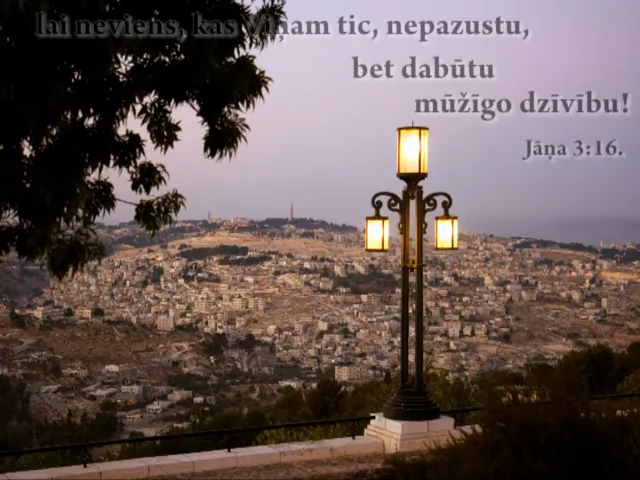 lai neviens, kas Viņam tic, nepazustu,
bet dabūtu
mūžīgo dzīvību!
Jāņa 3:16.